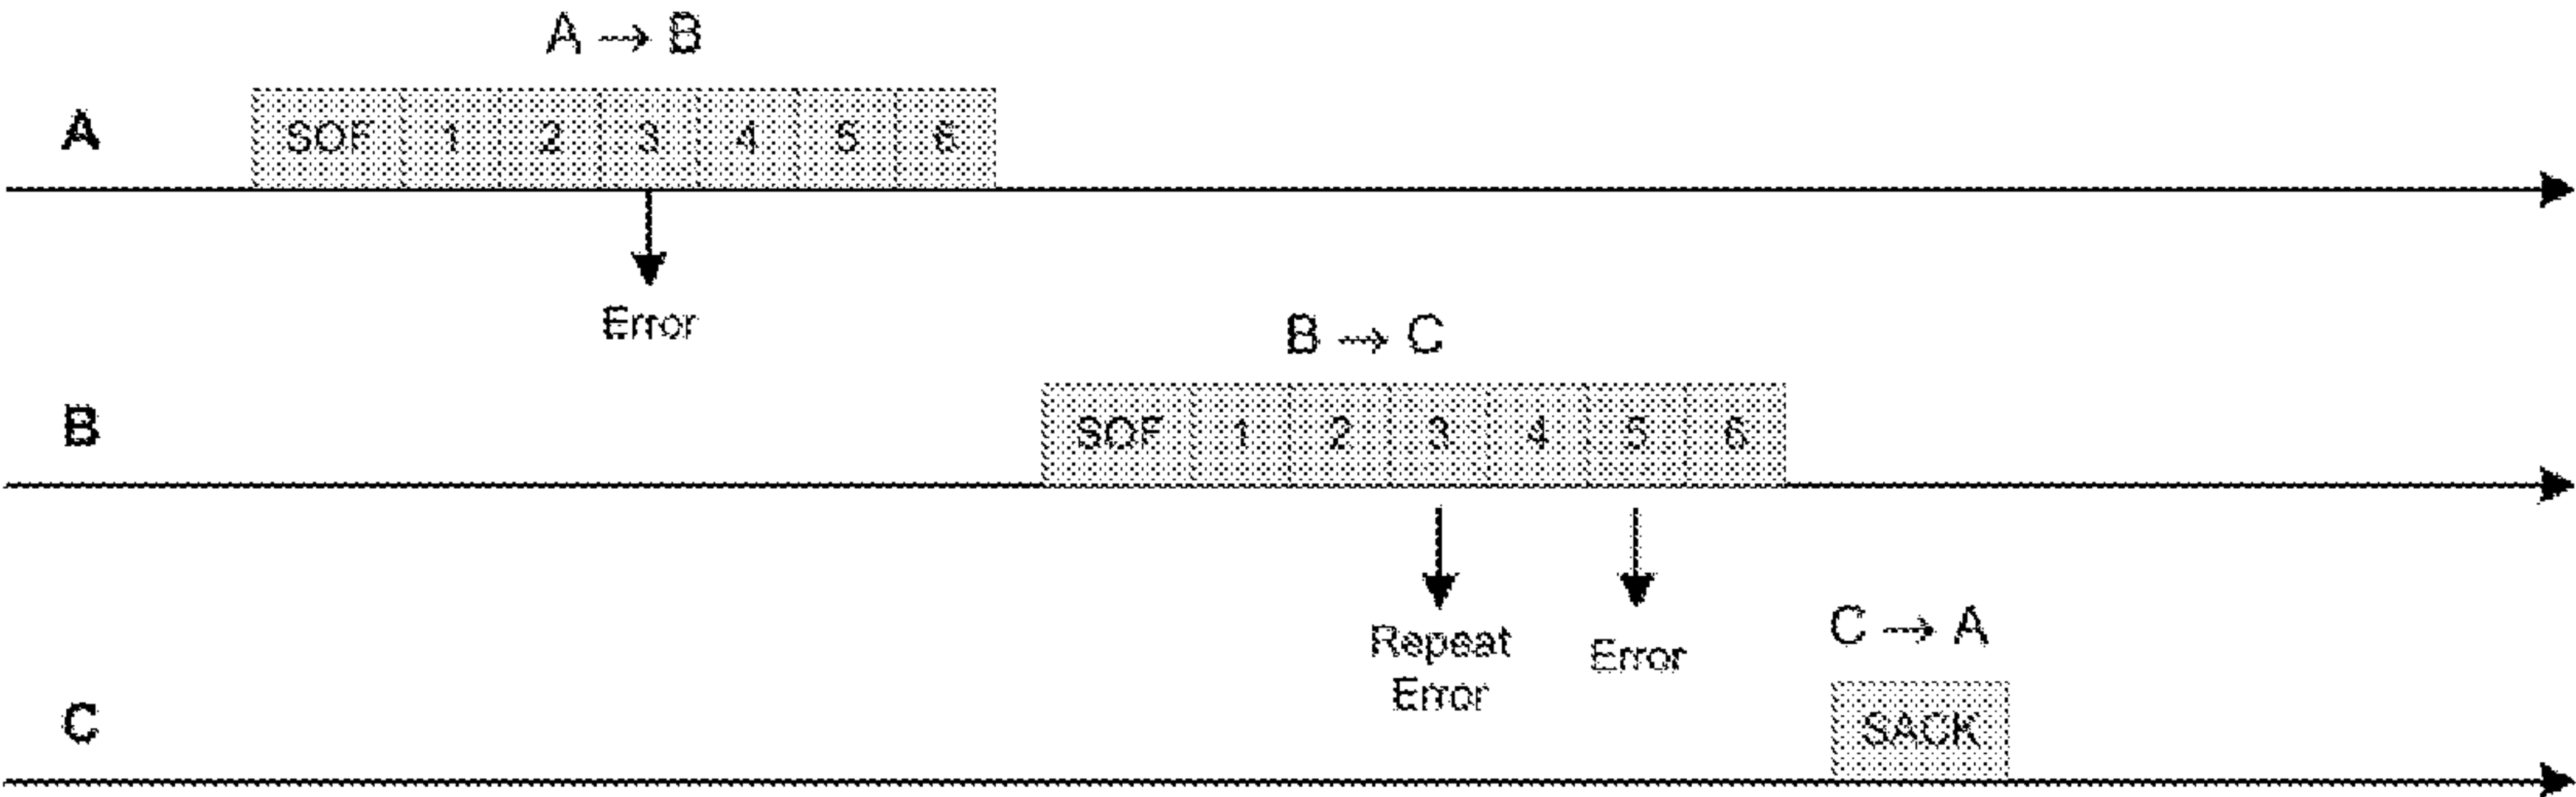 A → B
A
SOF 1 2 3 4 5 6
Error
B → C
B
SOF 1 2 3 4 5 6
Repeat
Error
Error
C → A
C
SACK